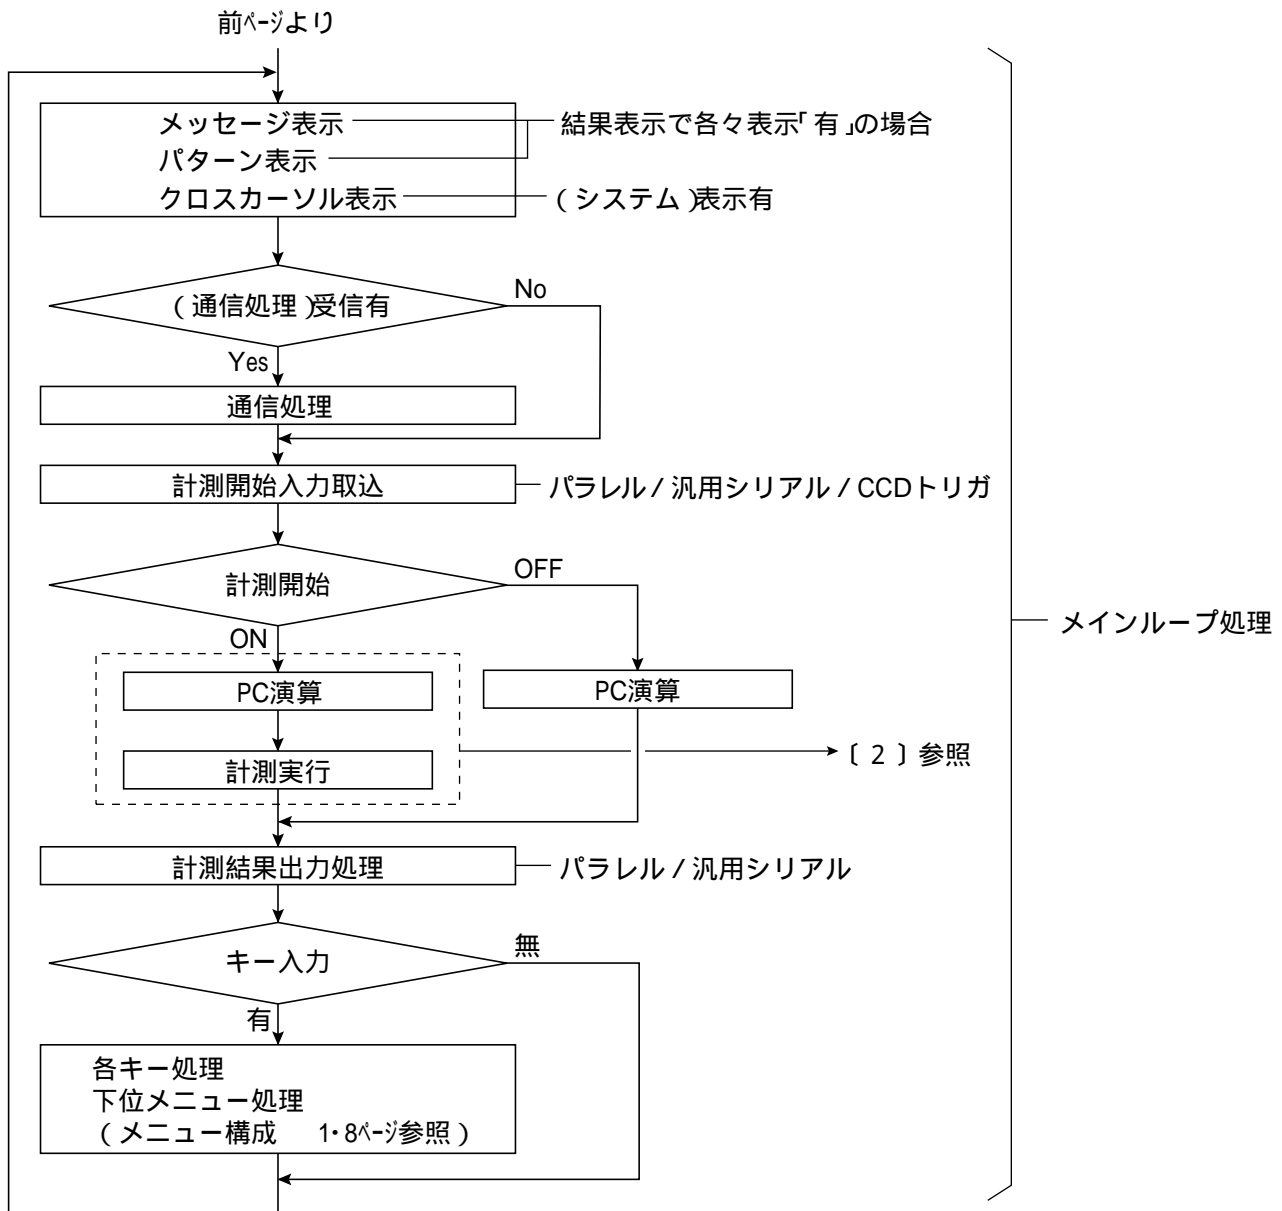 前ページより
メッセージ表示
結果表示で各々表示「有」の場合
パターン表示
クロスカーソル表示
(システム)表示有
(通信処理)受信有
No
Yes
通信処理
計測開始入力取込
パラレル/汎用シリアル/CCDトリガ
計測開始
OFF
ON
メインループ処理
PC演算
PC演算
計測実行
〔2〕参照
計測結果出力処理
パラレル/汎用シリアル
キー入力
無
有
各キー処理
下位メニュー処理
(メニュー構成 1・8ページ参照)